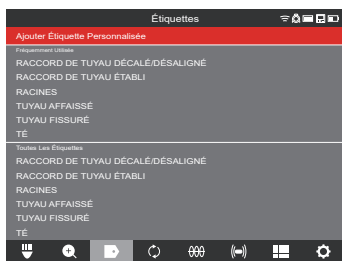 Étiquettes
Ajouter Étiquette Personnalisée
Fréquemment Utilisée
RACCORD DE TUYAU DÉCALÉ/DÉSALIGNÉ
RACCORD DE TUYAU ÉTABLI
RACINES
TUYAU AFFAISSÉ
TUYAU FISSURÉ
TÉ
Toutes Les Étiquettes
RACCORD DE TUYAU DÉCALÉ/DÉSALIGNÉ
RACCORD DE TUYAU ÉTABLI
RACINES
TUYAU AFFAISSÉ
TUYAU FISSURÉ
TÉ